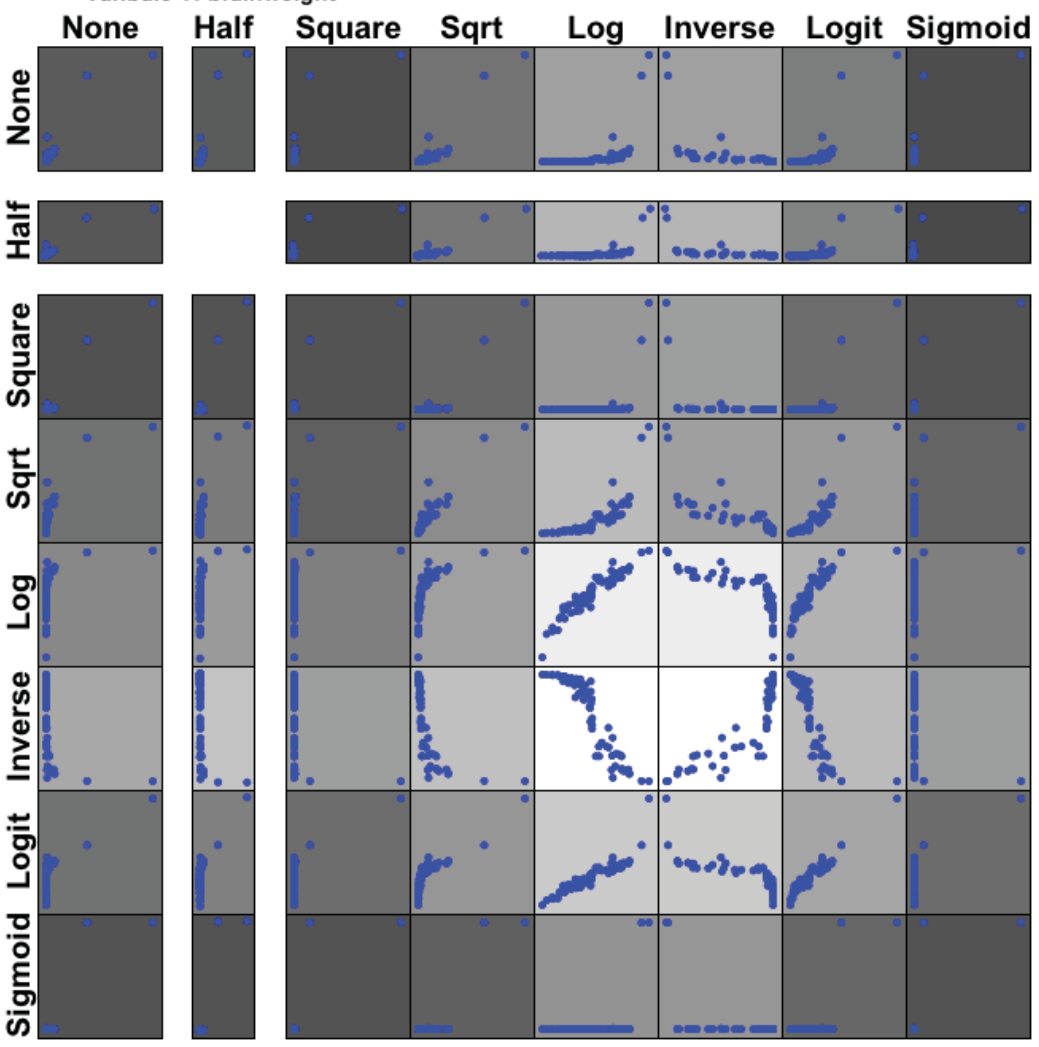 None Half Square Sqrt Log Inverse Logit Sigmoid
None
Half
Square
Sqrt
Log
Inverse
Logit
Sigmoid